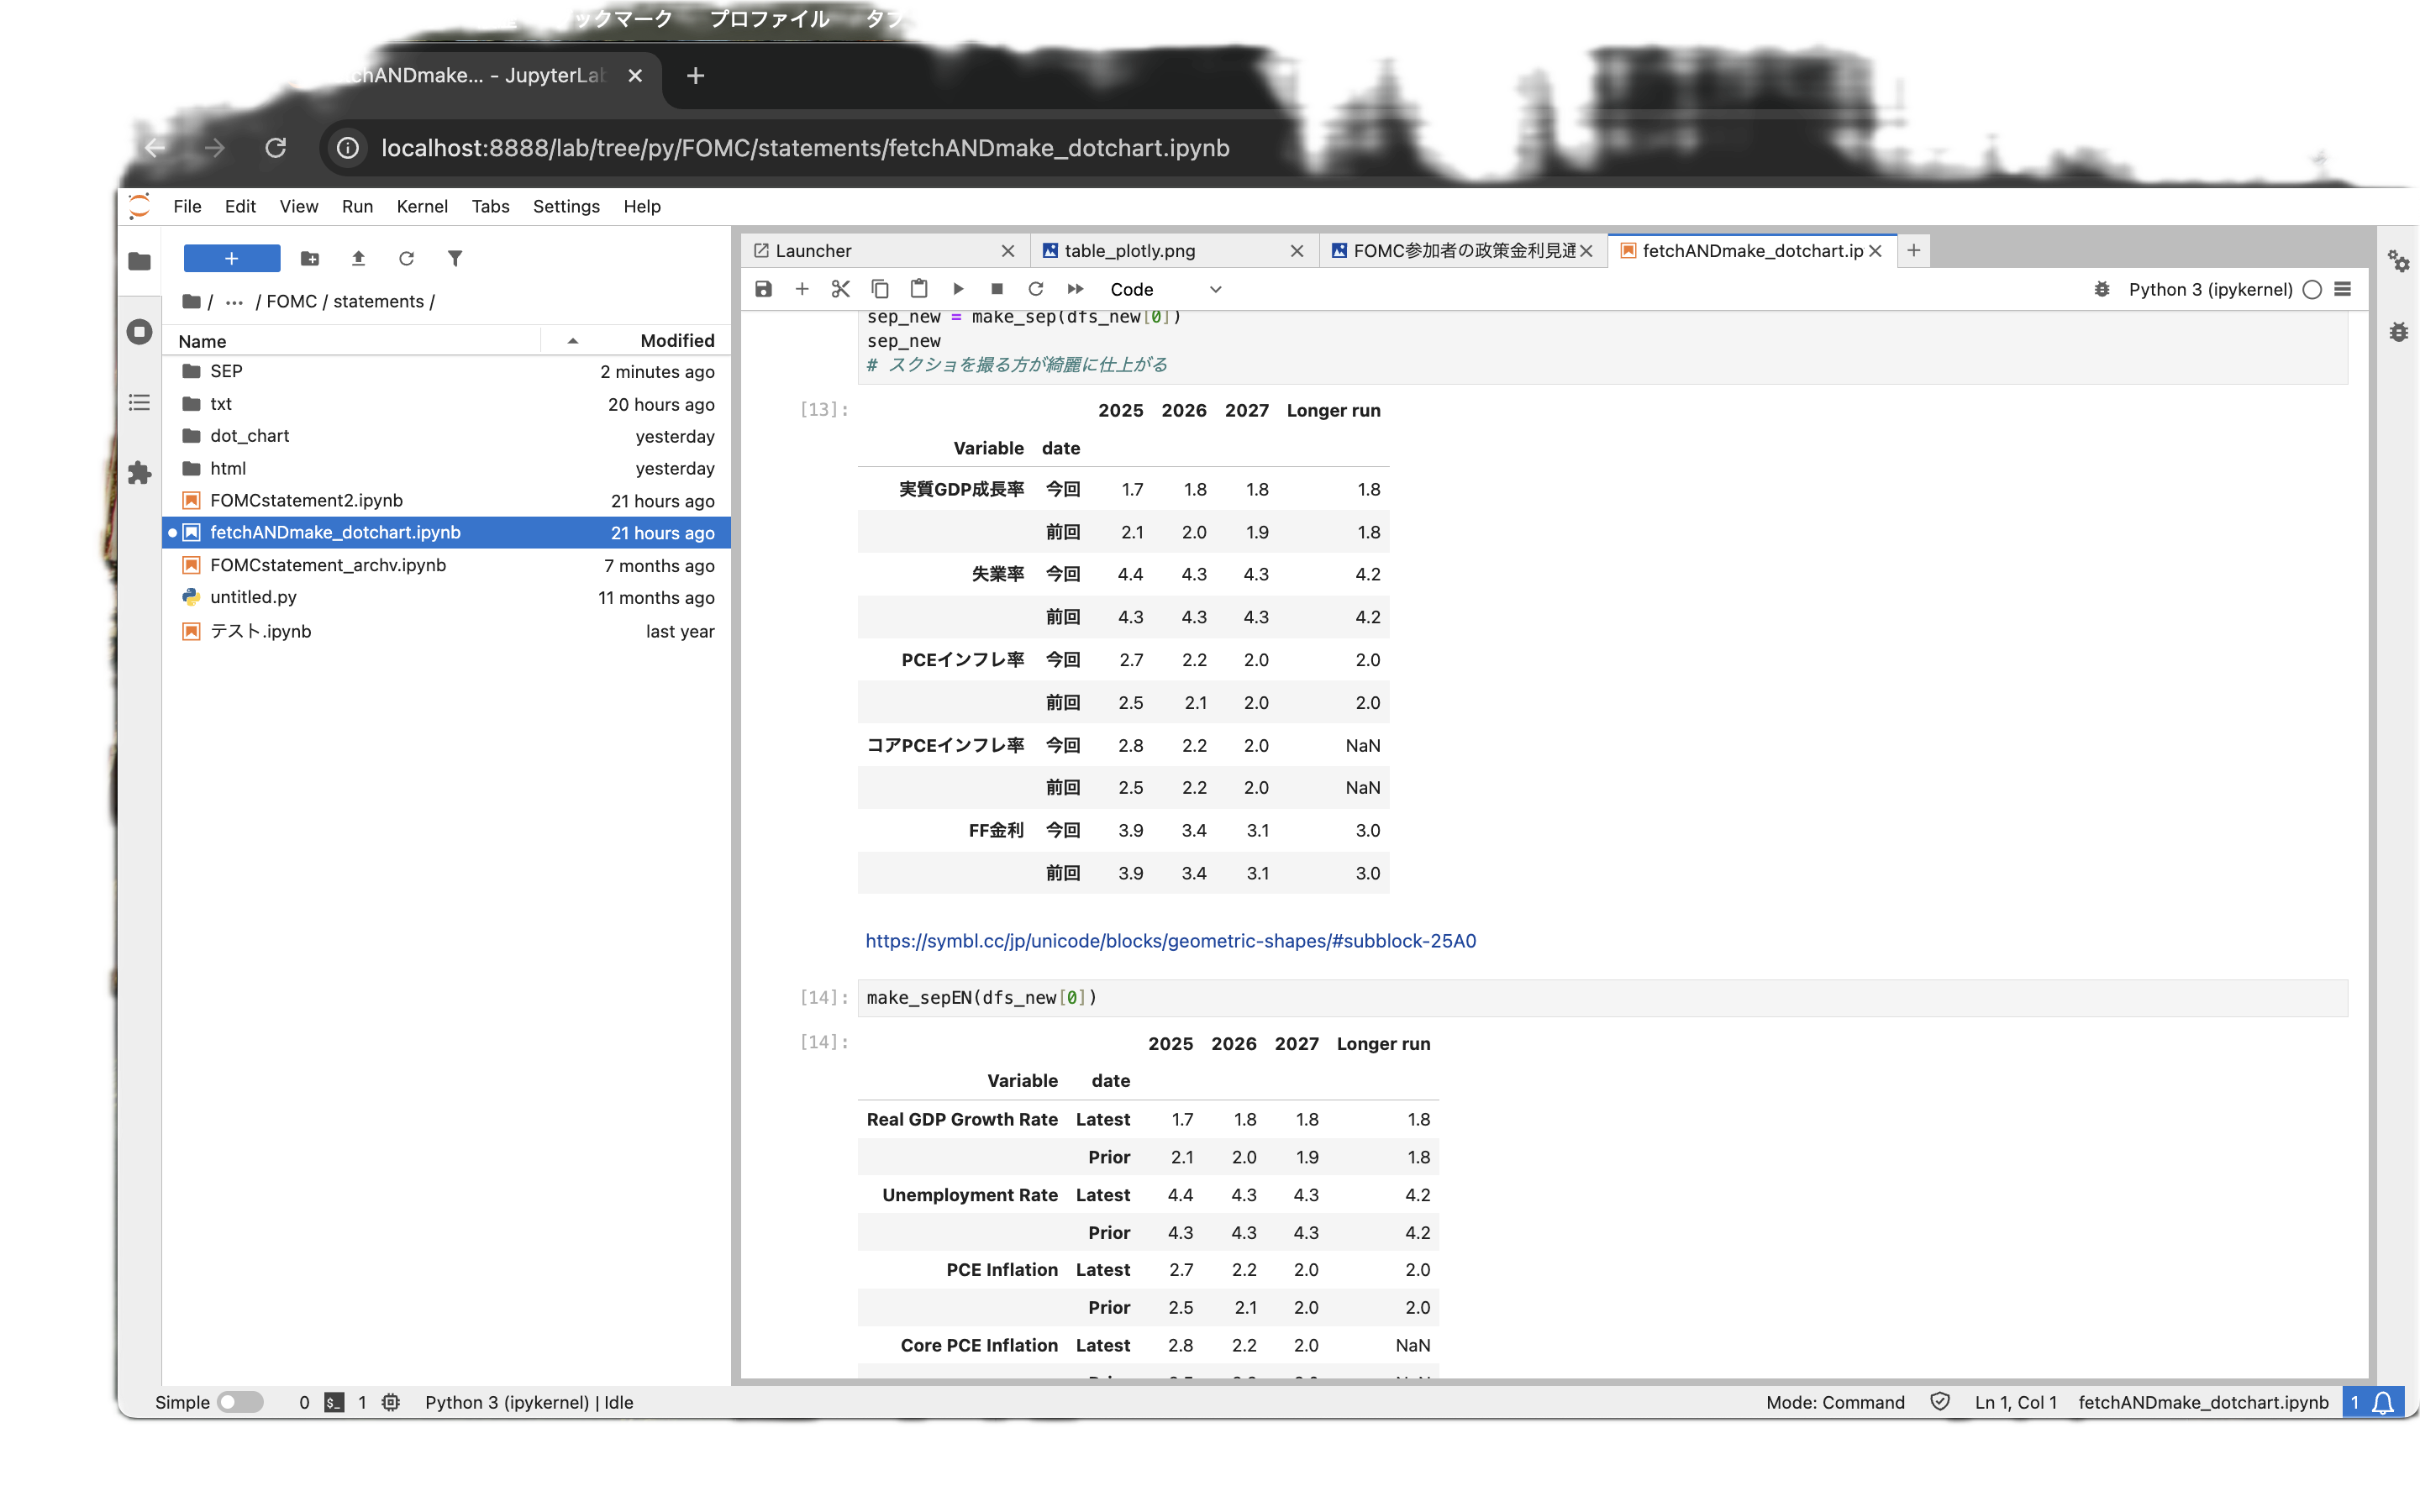 ックマーク プロファイル タブ
chANDmake... - JupyterLab
localhost:8888/lab/tree/py/FOMC/statements/fetchANDmake_dotchart.ipynb
File Edit View Run Kernel Tabs Settings Help
/ ... / FOMC / statements /
Name Modified
SEP 2 minutes ago
txt 20 hours ago
dot_chart yesterday
html yesterday
FOMCstatement2.ipynb 21 hours ago
fetchANDmake_dotchart.ipynb 21 hours ago
FOMCstatement_archv.ipynb 7 months ago
untitled.py 11 months ago
テスト.ipynb last year
Launcher table_plotly.png FOMC参加者の政策金利見通 fetchANDmake_dotchart.ip
Code Python 3 (ipykernel)
sep_new = make_sep(dfs_new[0])
sep_new
# スクショを撮る方が綺麗に仕上がる
[13]: 2025 2026 2027 Longer run
Variable date
実質GDP成長率 今回 1.7 1.8 1.8 1.8
前回 2.1 2.0 1.9 1.8
失業率 今回 4.4 4.3 4.3 4.2
前回 4.3 4.3 4.3 4.2
PCEインフレ率 今回 2.7 2.2 2.0 2.0
前回 2.5 2.1 2.0 2.0
コアPCEインフレ率 今回 2.8 2.2 2.0 NaN
前回 2.5 2.2 2.0 NaN
FF金利 今回 3.9 3.4 3.1 3.0
前回 3.9 3.4 3.1 3.0
https://symbl.cc/jp/unicode/blocks/geometric-shapes/#subblock-25A0
[14]: make_sepEN(dfs_new[0])
[14]: 2025 2026 2027 Longer run
Variable date
Real GDP Growth Rate Latest 1.7 1.8 1.8 1.8
Prior 2.1 2.0 1.9 1.8
Unemployment Rate Latest 4.4 4.3 4.3 4.2
Prior 4.3 4.3 4.3 4.2
PCE Inflation Latest 2.7 2.2 2.0 2.0
Prior 2.5 2.1 2.0 2.0
Core PCE Inflation Latest 2.8 2.2 2.0 NaN
Simple 0 1 Python 3 (ipykernel) | Idle Mode: Command Ln 1, Col 1 fetchANDmake_dotchart.ipynb 1